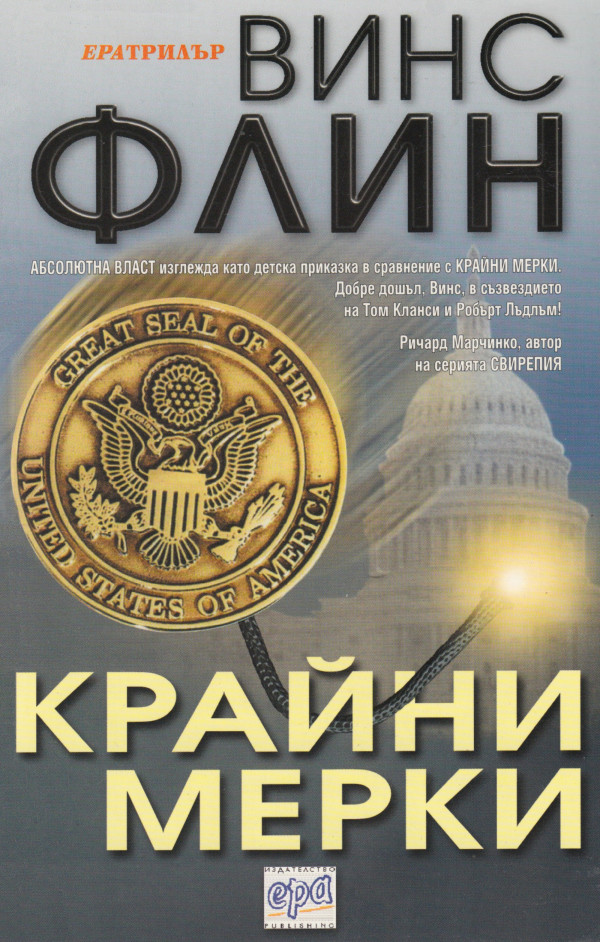 ЕРАТРИЛЪР
ВИНС
ФЛИН
АБСОЛЮТНА ВЛАСТ изглежда като детска приказка в сравнение с КРАЙНИ МЕРКИ.
Добре дошъл, Винс, в съзвездието
на Том Кланси и Робърт Лъдлъм!
Ричард Марчинко, автор
на серията СВИРЕПИЯ
GREAT SEAL OF THE
UNITED STATES OF AMERICA
КРАЙНИ
МЕРКИ
ИЗДАТЕЛСТВО
ера
PUBLISHING